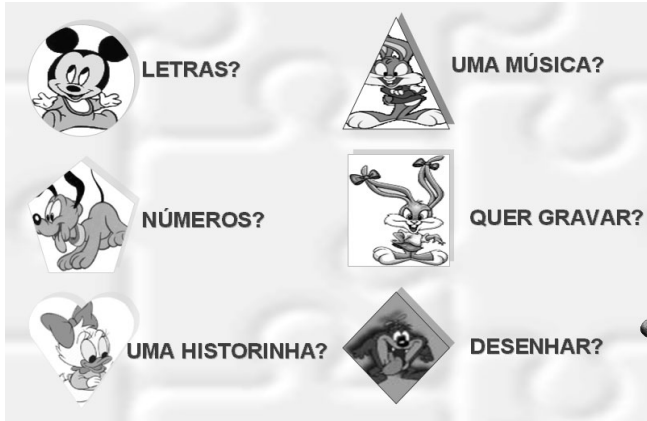 LETRAS?
UMA MÚSICA?
NÚMEROS?
QUER GRAVAR?
UMA HISTORINHA?
DESENHAR?